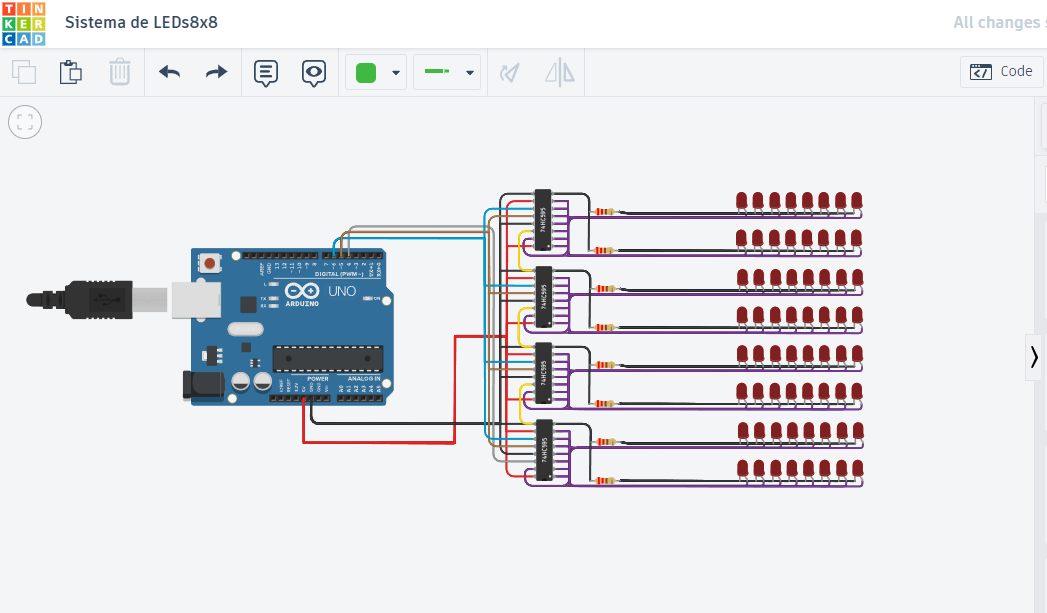 TIN
KER
CAD
Sistema de LEDs8x8
All changes s
Code
DIGITAL (PWM ~)
UNO
ARDUINO
POWER
ANALOG IN
74HC595
74HC595
74HC595
74HC595